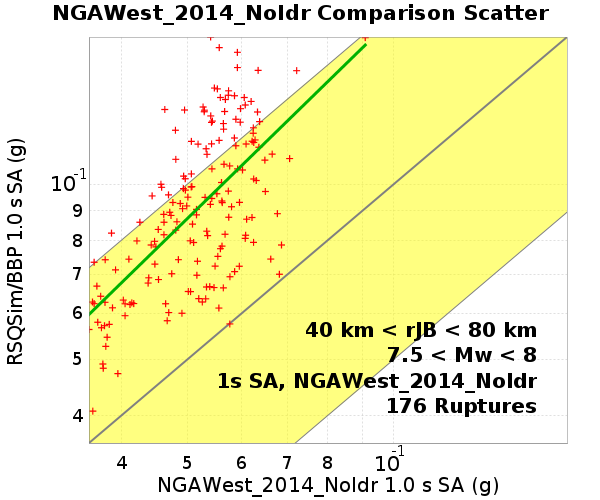 NGAWest_2014_NoIdr Comparison Scatter
RSQSim/BBP 1.0 s SA (g)
10-1
9
8
7
6
5
4
40 km < rJB < 80 km
7.5 < Mw < 8
1s SA, NGAWest_2014_NoIdr
176 Ruptures
4 5 6 7 8 10-1
NGAWest_2014_NoIdr 1.0 s SA (g)